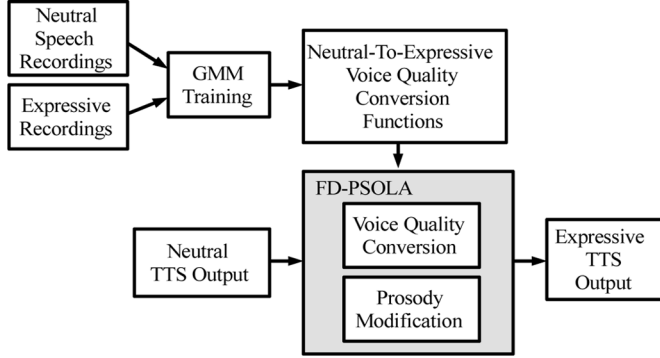 Neutral
Speech
Recordings
Expressive
Recordings
GMM
Training
Neutral-To-Expressive
Voice Quality
Conversion
Functions
FD-PSOLA
Voice Quality
Conversion
Prosody
Modification
Neutral
TTS Output
Expressive
TTS
Output